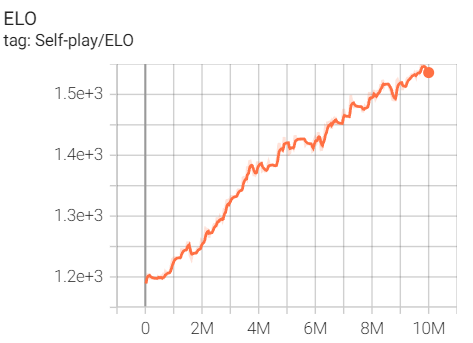 ELO
tag: Self-play/ELO
1.5e+3
1.4e+3
1.3e+3
1.2e+3
0 2M 4M 6M 8M 10M